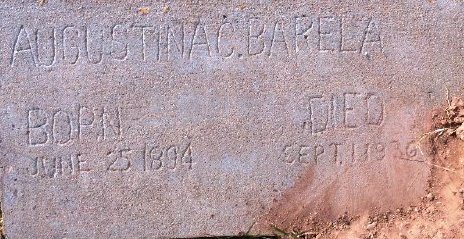 AUGUSTINA C. BARELA
BORN DIED
JUNE 25 1894 SEPT. 1